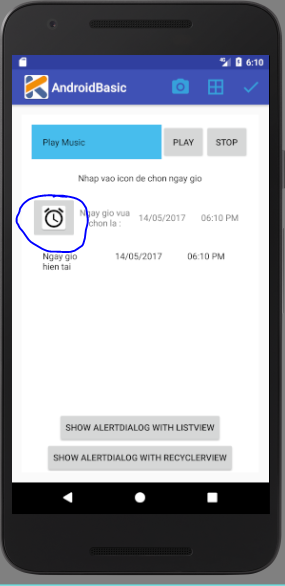 6:10
AndroidBasic
Play Music PLAY STOP
Nhap vao icon de chon ngay gio
Ngay gio vua
chon la : 14/05/2017 06:10 PM
Ngay gio
hien tai 14/05/2017 06:10 PM
SHOW ALERTDIALOG WITH LISTVIEW
SHOW ALERTDIALOG WITH RECYCLERVIEW